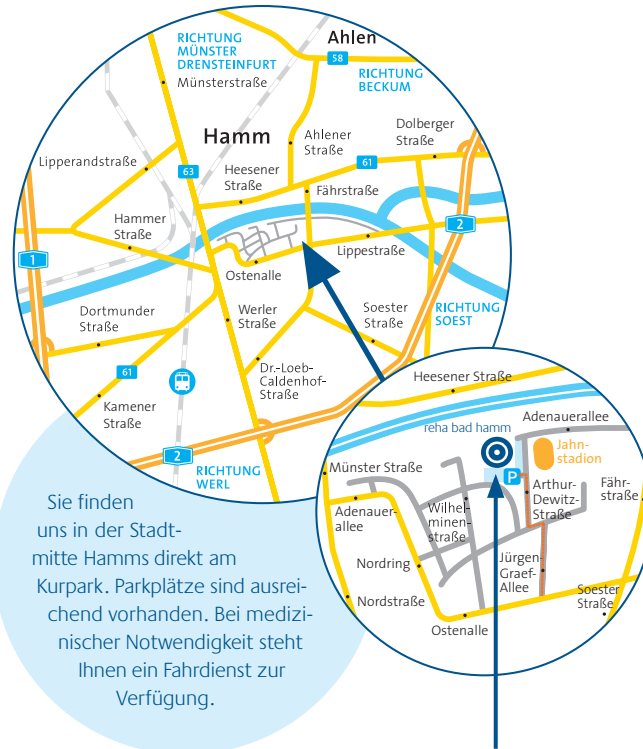 RICHTUNG
MÜNSTER
DRENSTEINFURT
Münsterstraße
Ahlen
58
RICHTUNG
BECKUM
Hamm
Ahlener
Straße
Dolberger
Straße
Lipperandstraße
63
Heesener
Straße
61
Fährstraße
Hammer
Straße
2
1
Lippestraße
Ostenalle
Dortmunder
Straße
Werler
Straße
Soester
Straße
RICHTUNG
SOEST
61
Dr.-Loeb-
Caldenhof-
Straße
Kamener
Straße
2
RICHTUNG
WERL
Heesener Straße
reha bad hamm
Adenauerallee
Jahn-
stadion
Münster Straße
P
Arthur-
Dewitz-
Straße
Fähr-
straße
Adenauer-
allee
Wilhel-
minen-
straße
Nordring
Jürgen-
Graef-
Allee
Nordstraße
Soester
Straße
Ostenalle
Sie finden
uns in der Stadt-
mitte Hamms direkt am
Kurpark. Parkplätze sind ausrei-
chend vorhanden. Bei medizi-
nischer Notwendigkeit steht
Ihnen ein Fahrdienst zur
Verfügung.